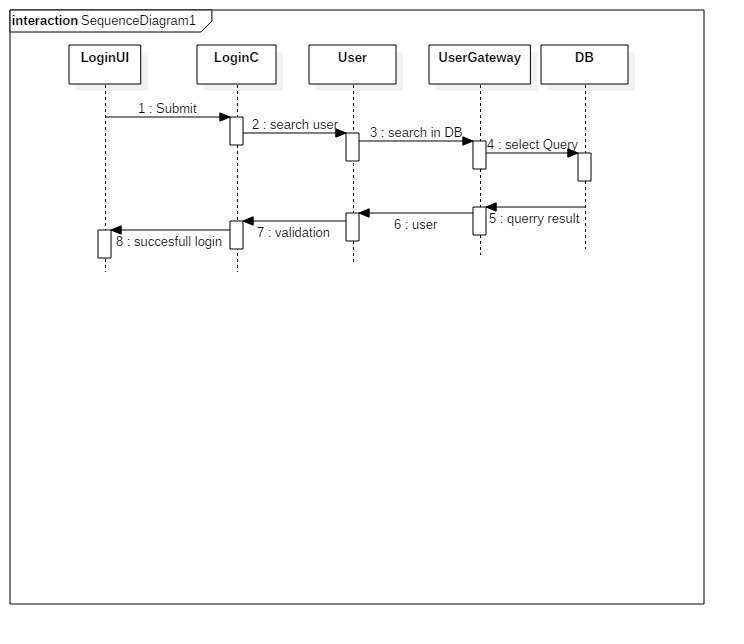 interaction SequenceDiagram1
LoginUI
LoginC
User
UserGateway
DB
1 : Submit
2 : search user
3 : search in DB
4 : select Query
5 : querry result
6 : user
7 : validation
8 : succesfull login